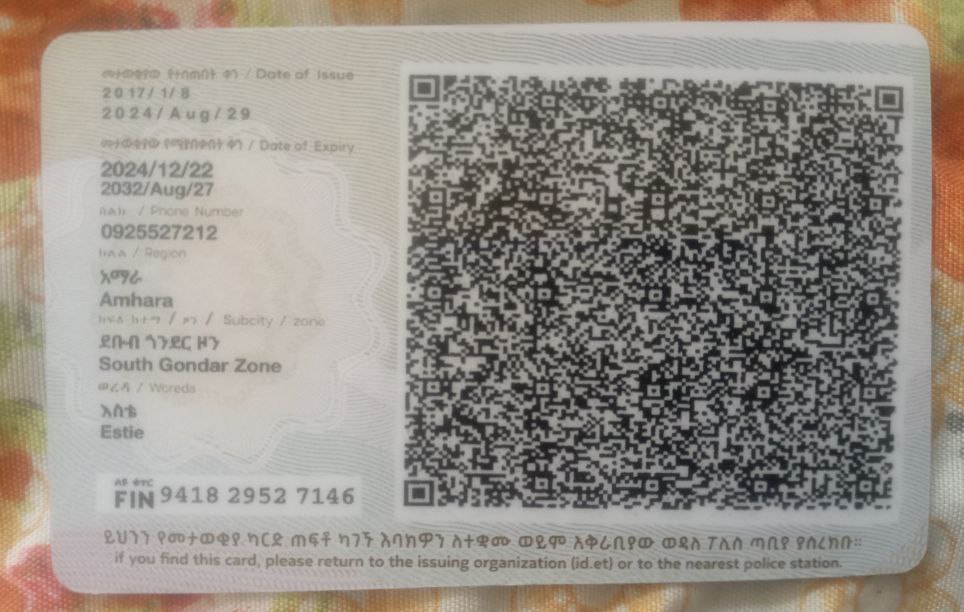 መታወቂያው የተሰጠበት ቀን / Date of Issue
2017/1/8
2024/Aug/29
መታወቂያው የሚያበቃበት ቀን / Date of Expiry
2024/12/22
2032/Aug/27
ስልክ / Phone Number
0925527212
ክልል / Region
አማራ
Amhara
ክፍለ ከተማ / ዞን / Subcity / zone
ደቡብ ጎንደር ዞን
South Gondar Zone
ወረዳ / Woreda
እስቴ
Estie
ልዩ ቁጥር
FIN 9418 2952 7146
ይህንን የመታወቂያ ካርድ ጠፍቶ ካገኙ እባክዎን ለተቋሙ ወይም አቅራቢያው ወዳለ ፖሊስ ጣቢያ ያስረክቡ።
if you find this card, please return to the issuing organization (id.et) or to the nearest police station.